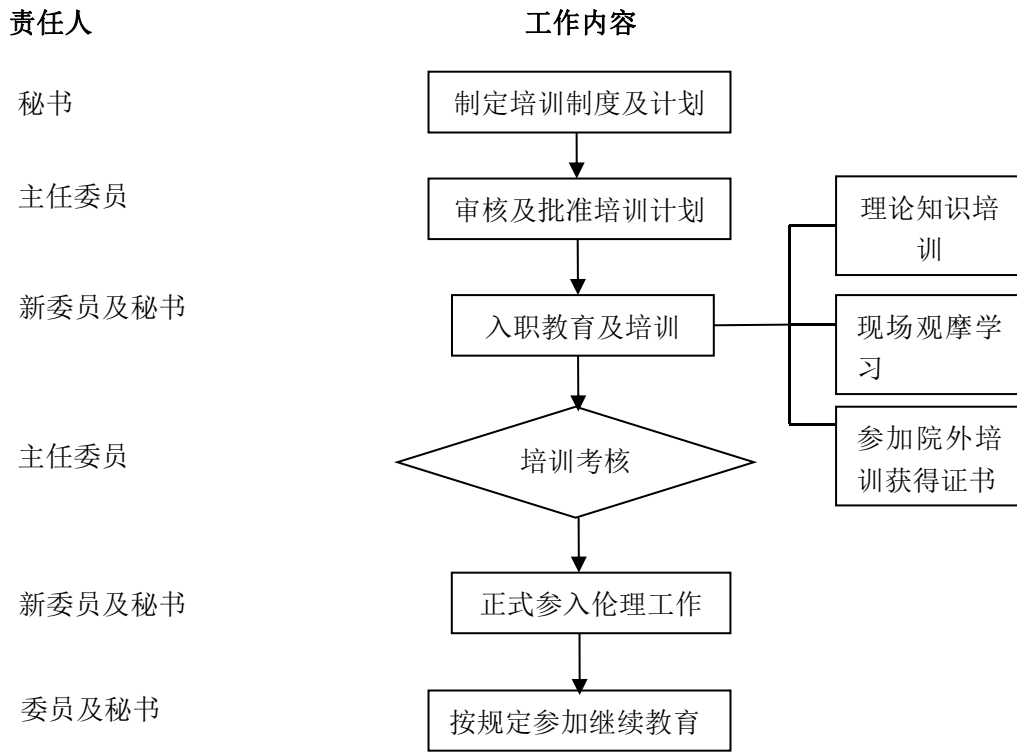 责任人 工作内容
秘书 制定培训制度及计划
主任委员 审核及批准培训计划
理论知识培
训
新委员及秘书 入职教育及培训
现场观摩学
习
主任委员 培训考核
参加院外培
训获得证书
新委员及秘书 正式参入伦理工作
委员及秘书 按规定参加继续教育